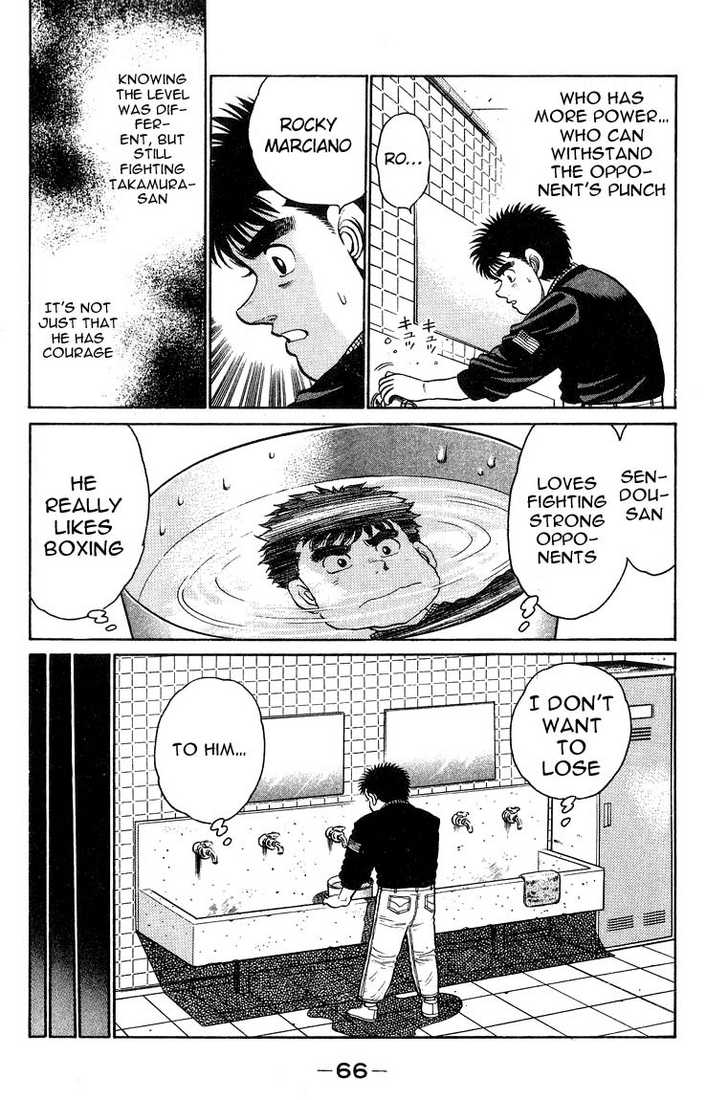 WHO HAS
MORE POWER...
WHO CAN
WITHSTAND
THE OPPO-
NENT'S PUNCH
RO...
キュッ
キュッ
ROCKY
MARCIANO
KNOWING
THE LEVEL
WAS DIF-
FER-
ENT, BUT
STILL
FIGHTING
TAKAMURA-
SAN
IT'S NOT
JUST THAT
HE HAS
COURAGE
SEN-
DOU-
SAN
LOVES
FIGHTING
STRONG
OPPO-
NENTS
HE
REALLY
LIKES
BOXING
I DON'T
WANT
TO
LOSE
TO HIM...
-66-